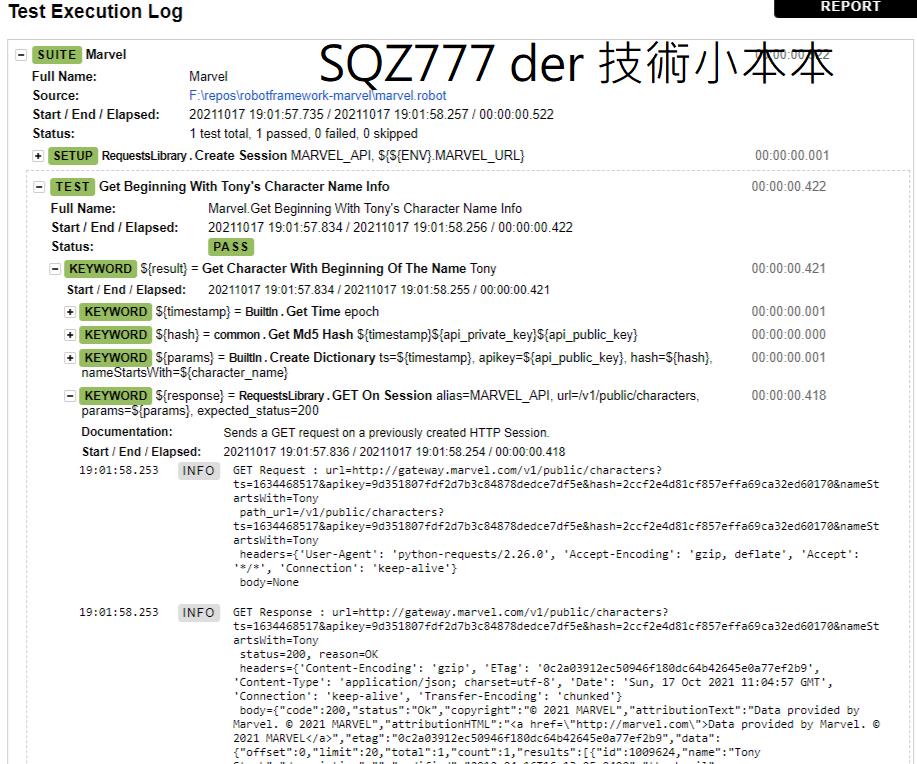 Test Execution Log
REPORT
SUITE Marvel
SQZ777 der 技術小本本
Full Name: Marvel
Source: F:\repos\robotframework-marvel\marvel.robot
Start / End / Elapsed: 20211017 19:01:57.735 / 20211017 19:01:58.257 / 00:00:00.522
Status: 1 test total, 1 passed, 0 failed, 0 skipped
SETUP RequestsLibrary . Create Session MARVEL_API, ${${ENV}.MARVEL_URL} 00:00:00.001
TEST Get Beginning With Tony's Character Name Info 00:00:00.422
Full Name: Marvel.Get Beginning With Tony's Character Name Info
Start / End / Elapsed: 20211017 19:01:57.834 / 20211017 19:01:58.256 / 00:00:00.422
Status: PASS
KEYWORD ${result} = Get Character With Beginning Of The Name Tony 00:00:00.421
Start / End / Elapsed: 20211017 19:01:57.834 / 20211017 19:01:58.255 / 00:00:00.421
KEYWORD ${timestamp} = BuiltIn . Get Time epoch 00:00:00.001
KEYWORD ${hash} = common . Get Md5 Hash ${timestamp}${api_private_key}${api_public_key} 00:00:00.000
KEYWORD ${params} = BuiltIn . Create Dictionary ts=${timestamp}, apikey=${api_public_key}, hash=${hash}, 00:00:00.001
nameStartsWith=${character_name}
KEYWORD ${response} = RequestsLibrary . GET On Session alias=MARVEL_API, url=/v1/public/characters, 00:00:00.418
params=${params}, expected_status=200
Documentation: Sends a GET request on a previously created HTTP Session.
Start / End / Elapsed: 20211017 19:01:57.836 / 20211017 19:01:58.254 / 00:00:00.418
19:01:58.253 INFO GET Request : url=http://gateway.marvel.com/v1/public/characters?
ts=1634468517&apikey=9d351807fdf2d7b3c84878dedce7df5e&hash=2ccf2e4d81cf857effa69ca32ed60170&nameSt
artsWith=Tony
path_url=/v1/public/characters?
ts=1634468517&apikey=9d351807fdf2d7b3c84878dedce7df5e&hash=2ccf2e4d81cf857effa69ca32ed60170&nameSt
artsWith=Tony
headers={'User-Agent': 'python-requests/2.26.0', 'Accept-Encoding': 'gzip, deflate', 'Accept':
'*/*', 'Connection': 'keep-alive'}
body=None
19:01:58.253 INFO GET Response : url=http://gateway.marvel.com/v1/public/characters?
ts=1634468517&apikey=9d351807fdf2d7b3c84878dedce7df5e&hash=2ccf2e4d81cf857effa69ca32ed60170&nameSt
artsWith=Tony
status=200, reason=OK
headers={'Content-Encoding': 'gzip', 'ETag': '0c2a03912ec50946f180dc64b42645e0a77ef2b9',
'Content-Type': 'application/json; charset=utf-8', 'Date': 'Sun, 17 Oct 2021 11:04:57 GMT',
'Connection': 'keep-alive', 'Transfer-Encoding': 'chunked'}
body={"code":200,"status":"Ok","copyright":"© 2021 MARVEL","attributionText":"Data provided by
Marvel. © 2021 MARVEL","attributionHTML":"<a href=\"http://marvel.com\">Data provided by Marvel. ©
2021 MARVEL</a>","etag":"0c2a03912ec50946f180dc64b42645e0a77ef2b9","data":
{"offset":0,"limit":20,"total":1,"count":1,"results":[{"id":1009624,"name":"Tony